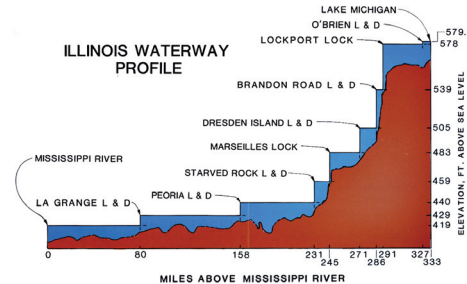 ILLINOIS WATERWAY
PROFILE
LAKE MICHIGAN
O'BRIEN L & D
LOCKPORT LOCK
BRANDON ROAD L & D
DRESDEN ISLAND L & D
MARSEILLES LOCK
STARVED ROCK L & D
PEORIA L & D
LA GRANGE L & D
MISSISSIPPI RIVER
579.
578
539
505
483
459
440
429
419
ELEVATION, FT ABOVE SEA LEVEL
0
80
158
231
245
271
286
291
327
333
MILES ABOVE MISSISSIPPI RIVER